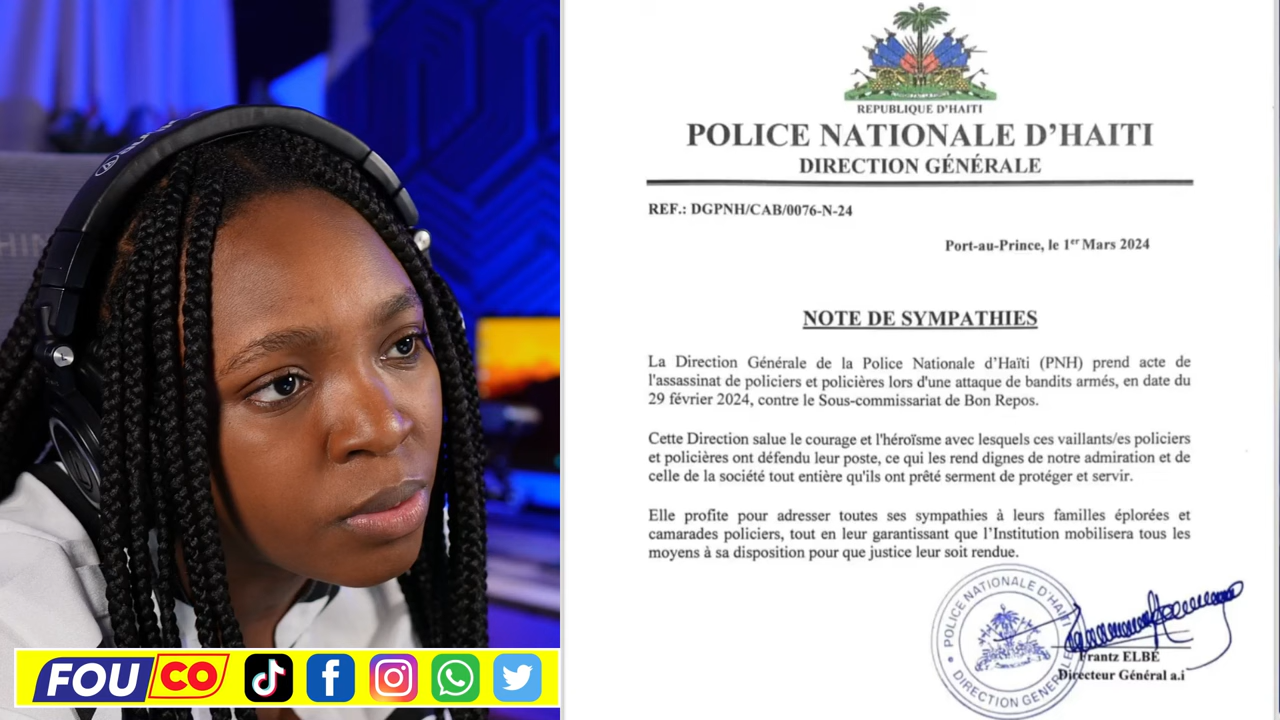 REPUBLIQUE D'HAITI
POLICE NATIONALE D'HAITI
DIRECTION GÉNÉRALE
REF.: DGPNH/CAB/0076-N-24
Port-au-Prince, le 1er Mars 2024
NOTE DE SYMPATHIES
La Direction Générale de la Police Nationale d'Haïti (PNH) prend acte de
l'assassinat de policiers et policières lors d'une attaque de bandits armés, en date du
29 février 2024, contre le Sous-commissariat de Bon Repos.
Cette Direction salue le courage et l'héroïsme avec lesquels ces vaillants/es policiers
et policières ont défendu leur poste, ce qui les rend dignes de notre admiration et de
celle de la société tout entière qu'ils ont prêté serment de protéger et servir.
Elle profite pour adresser toutes ses sympathies à leurs familles éplorées et
camarades policiers, tout en leur garantissant que l'Institution mobilisera tous les
moyens à sa disposition pour que justice leur soit rendue.
POLICE NATIONALE D'HAITI
DIRECTION GENERALE
Frantz ELBÉ
Directeur Général a.i
FOUCO